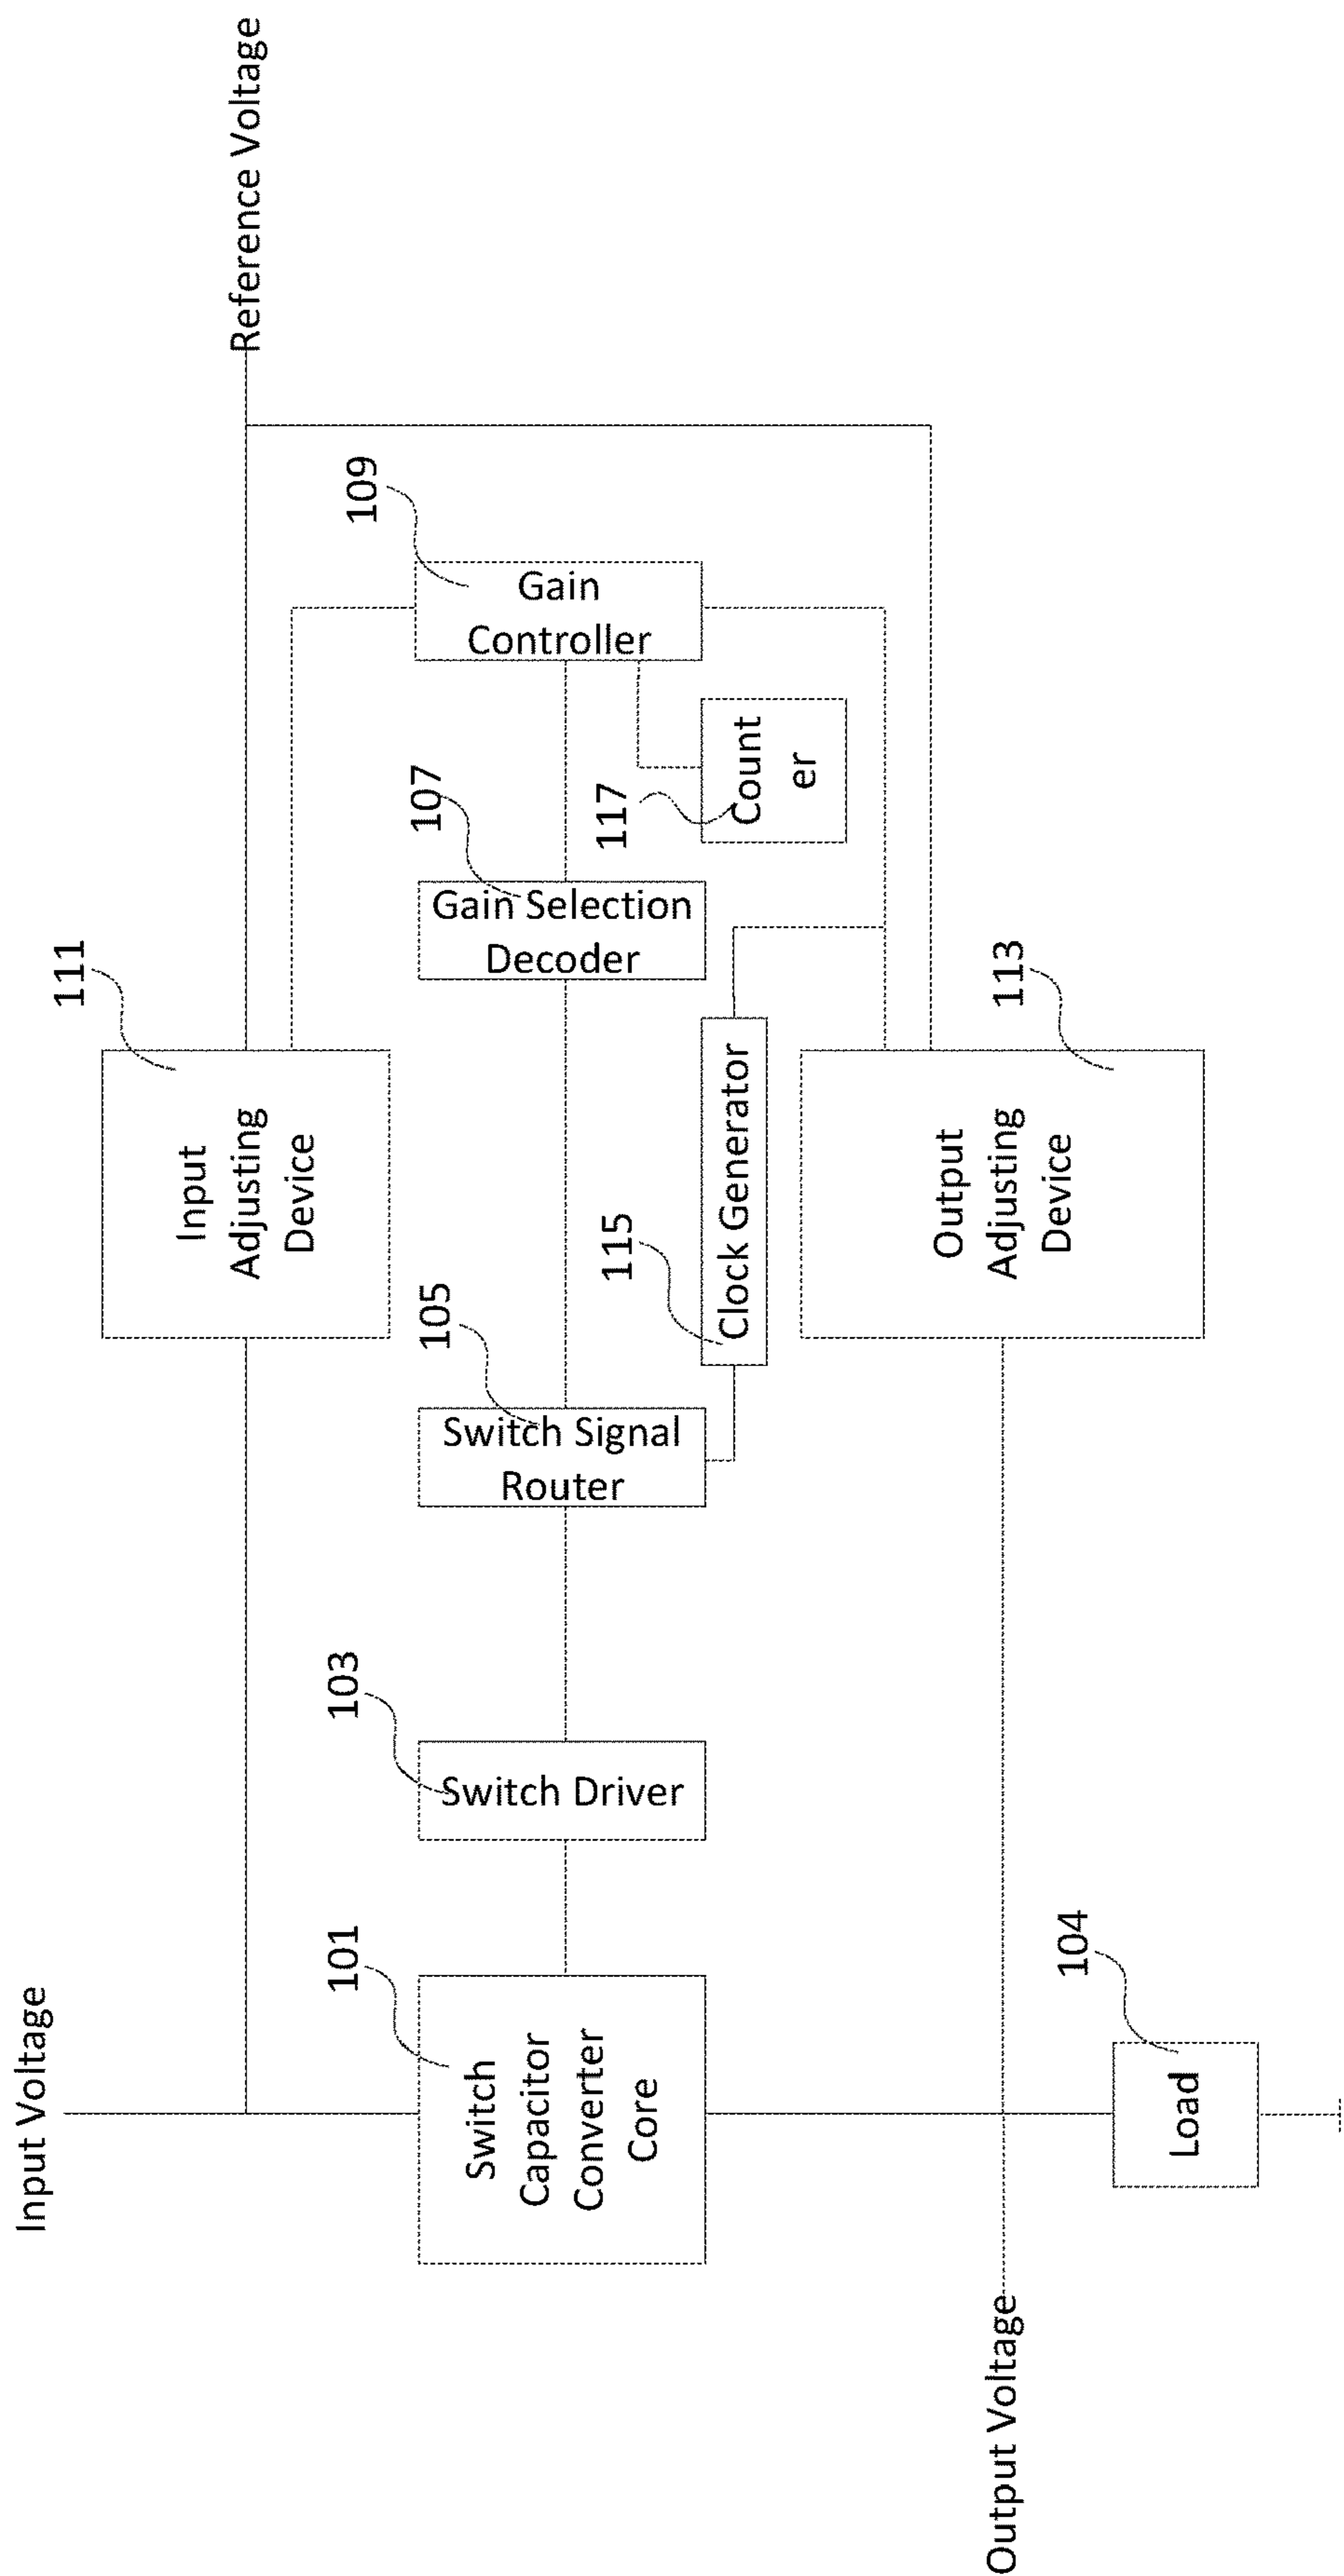 Input Voltage
Reference Voltage
111
Input
Adjusting
Device
101
Switch
Capacitor
Converter
Core
103
Switch Driver
105
Switch Signal
Router
107
Gain Selection
Decoder
109
Gain
Controller
117
Count
er
115
Clock Generator
113
Output
Adjusting
Device
104
Load
Output Voltage